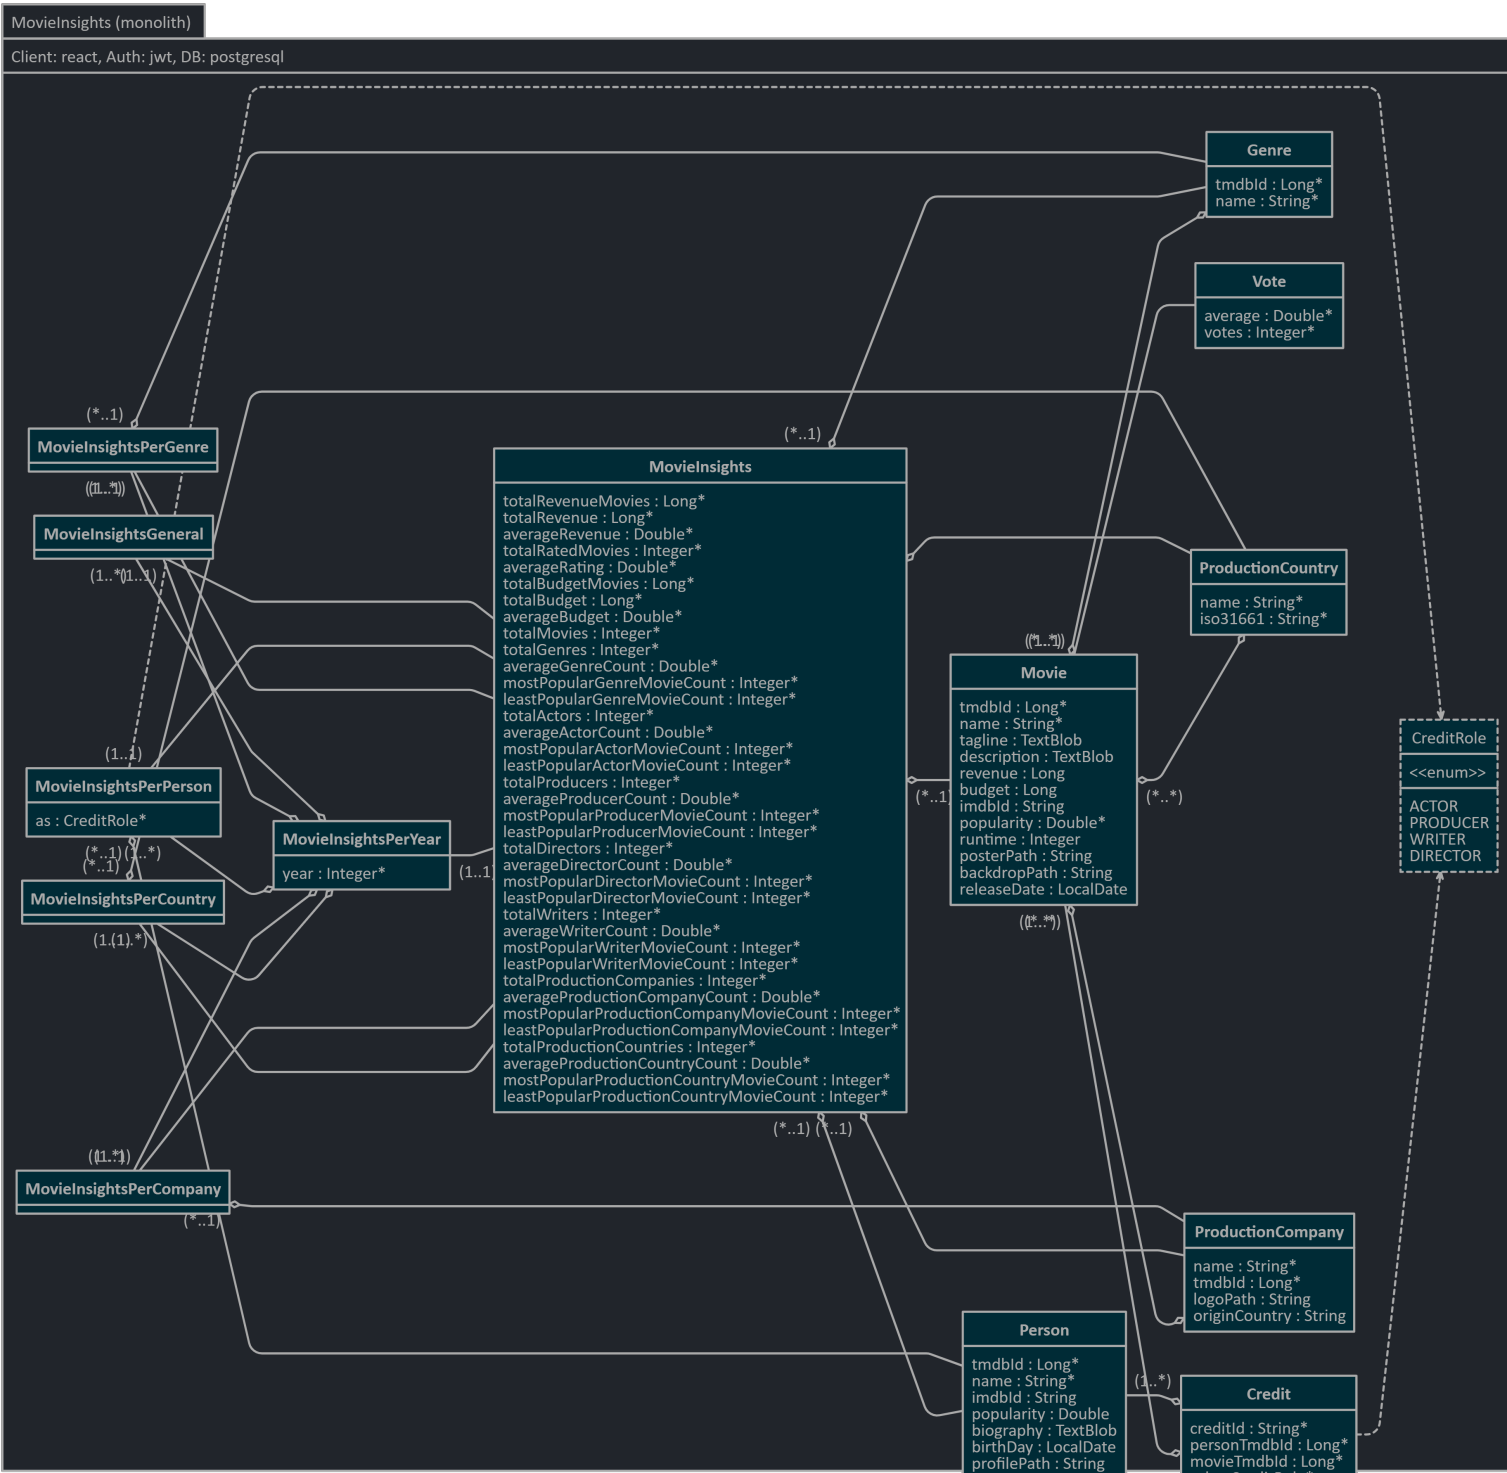 MovieInsights (monolith)
Client: react, Auth: jwt, DB: postgresql
Genre
tmdbId : Long*
name : String*
Vote
average : Double*
votes : Integer*
(*..1)
MovieInsightsPerGenre
MovieInsightsGeneral
(1..*)
(1..1)
(*..1)
MovieInsights
totalRevenueMovies : Long*
totalRevenue : Long*
averageRevenue : Double*
totalRatedMovies : Integer*
averageRating : Double*
totalBudgetMovies : Long*
totalBudget : Long*
averageBudget : Double*
totalMovies : Integer*
totalGenres : Integer*
averageGenreCount : Double*
mostPopularGenreMovieCount : Integer*
leastPopularGenreMovieCount : Integer*
totalActors : Integer*
averageActorCount : Double*
mostPopularActorMovieCount : Integer*
leastPopularActorMovieCount : Integer*
totalProducers : Integer*
averageProducerCount : Double*
mostPopularProducerMovieCount : Integer*
leastPopularProducerMovieCount : Integer*
totalDirectors : Integer*
averageDirectorCount : Double*
mostPopularDirectorMovieCount : Integer*
leastPopularDirectorMovieCount : Integer*
totalWriters : Integer*
averageWriterCount : Double*
mostPopularWriterMovieCount : Integer*
leastPopularWriterMovieCount : Integer*
totalProductionCompanies : Integer*
averageProductionCompanyCount : Double*
mostPopularProductionCompanyMovieCount : Integer*
leastPopularProductionCompanyMovieCount : Integer*
totalProductionCountries : Integer*
averageProductionCountryCount : Double*
mostPopularProductionCountryMovieCount : Integer*
leastPopularProductionCountryMovieCount : Integer*
(*..1) (*..1)
ProductionCountry
name : String*
iso31661 : String*
Movie
tmdbId : Long*
name : String*
tagline : TextBlob
description : TextBlob
revenue : Long
budget : Long
imdbId : String
popularity : Double*
runtime : Integer
posterPath : String
backdropPath : String
releaseDate : LocalDate
(*..1)
(*..*)
CreditRole
<<enum>>
ACTOR
PRODUCER
WRITER
DIRECTOR
(1..1)
MovieInsightsPerPerson
as : CreditRole*
(*..1)
(1..*)
(*..1)
MovieInsightsPerYear
year : Integer*
(1..1)
MovieInsightsPerCountry
MovieInsightsPerCompany
(*..1)
ProductionCompany
name : String*
tmdbId : Long*
logoPath : String
originCountry : String
Person
tmdbId : Long*
name : String*
imdbId : String
popularity : Double
biography : TextBlob
birthDay : LocalDate
profilePath : String
(1..*)
Credit
creditId : String*
personTmdbId : Long*
movieTmdbId : Long*